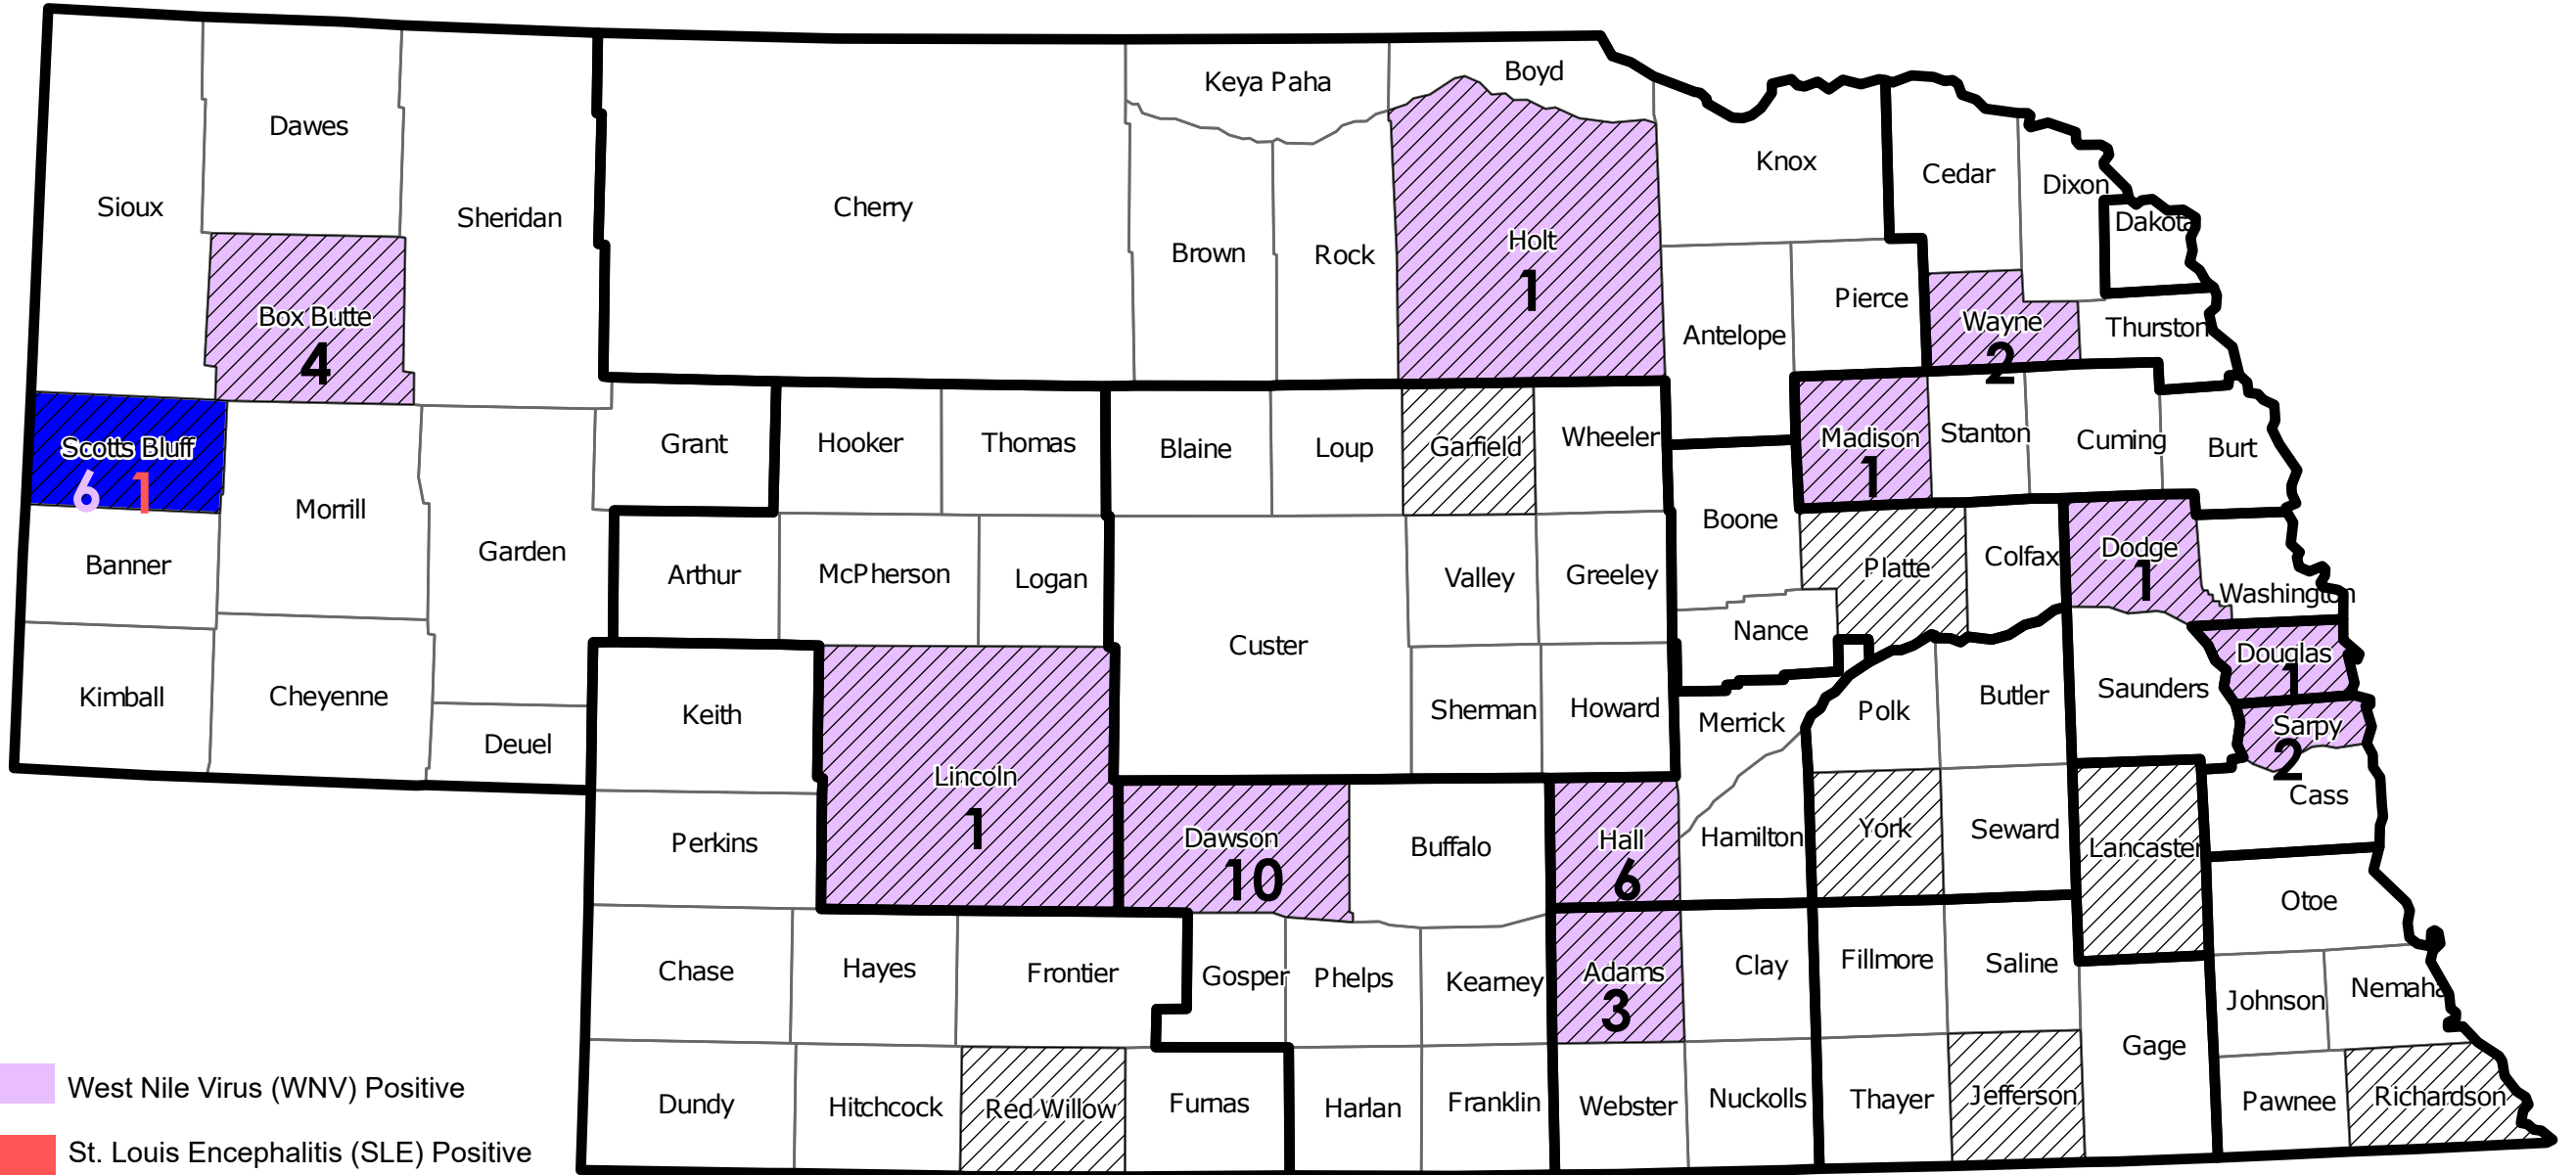 Keya Paha
Boyd
Dawes
Knox
Cedar
Dixon
Sioux
Sheridan
Cherry
Dakota
Brown
Rock
Holt
1
Pierce
Box Butte
4
Antelope
Wayne
2
Thurston
Scotts Bluff
6 1
Grant
Hooker
Thomas
Blaine
Loup
Garfield
Wheeler
Madison
1
Stanton
Cuming
Burt
Morrill
Garden
Boone
Banner
Arthur
McPherson
Logan
Valley
Greeley
Platte
Colfax
Dodge
1
Washington
Nance
Custer
Douglas
1
Kimball
Cheyenne
Keith
Sherman
Howard
Merrick
Polk
Butler
Saunders
Sarpy
2
Deuel
Lincoln
1
Cass
Perkins
Dawson
10
Buffalo
Hall
6
Hamilton
York
Seward
Lancaster
Otoe
Chase
Hayes
Frontier
Gosper
Phelps
Kearney
Adams
3
Clay
Fillmore
Saline
Johnson
Nemaha
Gage
Dundy
Hitchcock
Red Willow
Furnas
Harlan
Franklin
Webster
Nuckolls
Thayer
Jefferson
Pawnee
Richardson
West Nile Virus (WNV) Positive
St. Louis Encephalitis (SLE) Positive